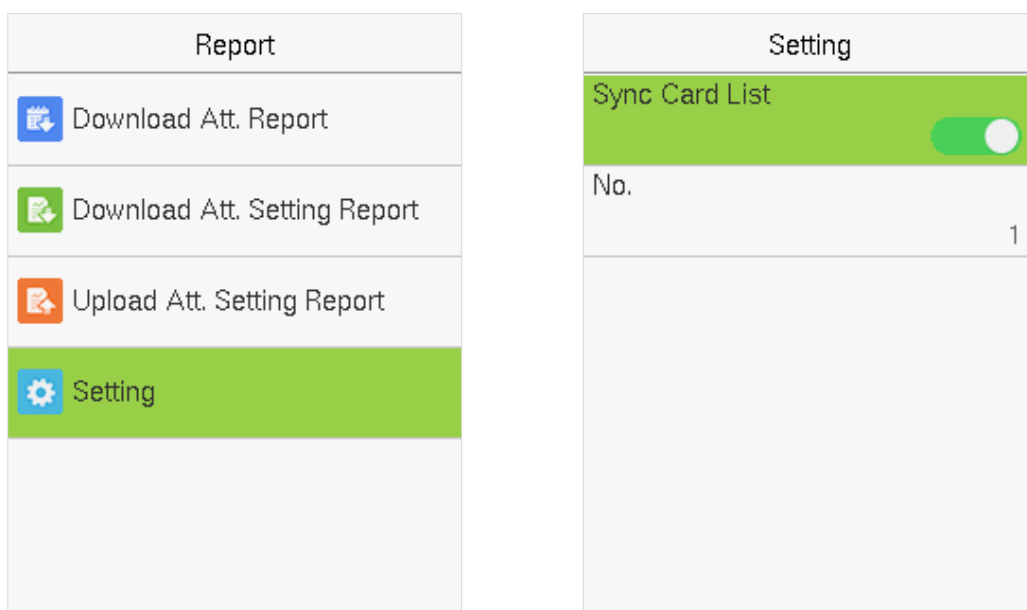 Report
Download Att. Report
Download Att. Setting Report
Upload Att. Setting Report
Setting
Setting
Sync Card List
No.
1